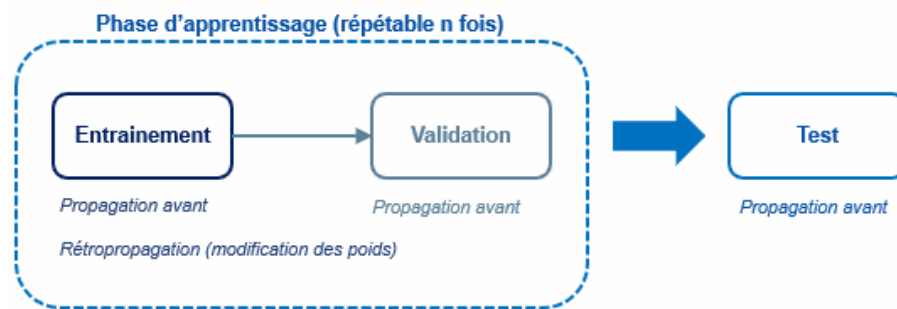 Phase d'apprentissage (répétable n fois)
Entrainement
Validation
Test
Propagation avant
Propagation avant
Propagation avant
Rétropropagation (modification des poids)